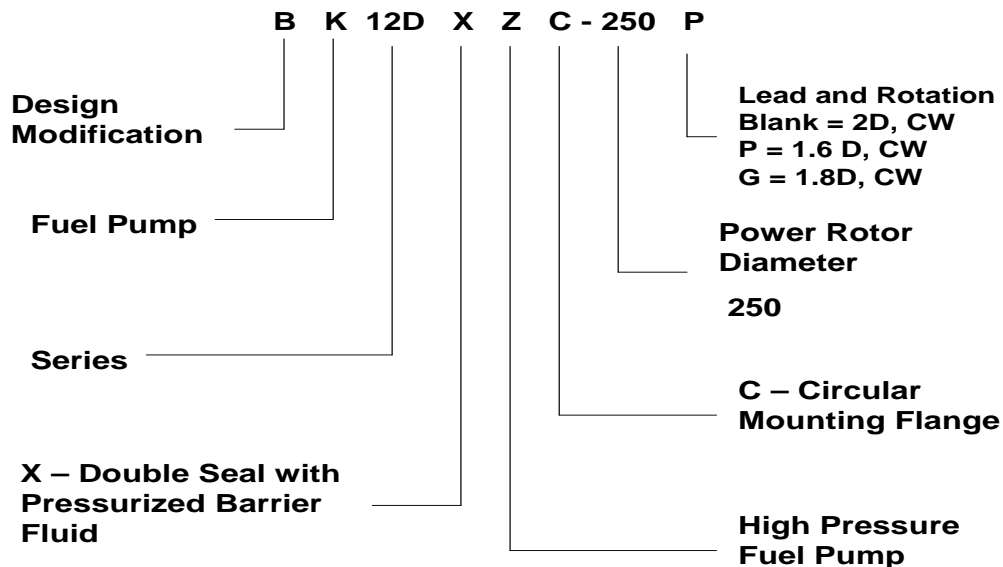 B K 12D X Z C - 250 P
Design
Modification
Lead and Rotation
Blank = 2D, CW
P = 1.6 D, CW
G = 1.8D, CW
Fuel Pump
Power Rotor
Diameter
250
Series
C – Circular
Mounting Flange
X – Double Seal with
Pressurized Barrier
Fluid
High Pressure
Fuel Pump